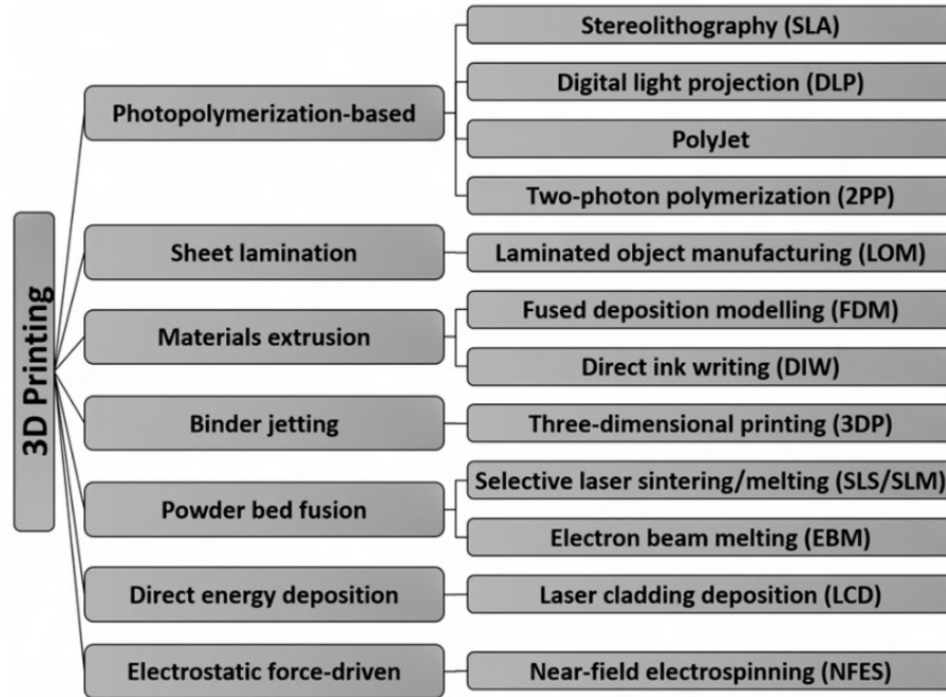 3D Printing
Photopolymerization-based
Stereolithography (SLA)
Digital light projection (DLP)
PolyJet
Two-photon polymerization (2PP)
Sheet lamination
Laminated object manufacturing (LOM)
Materials extrusion
Fused deposition modelling (FDM)
Direct ink writing (DIW)
Binder jetting
Three-dimensional printing (3DP)
Powder bed fusion
Selective laser sintering/melting (SLS/SLM)
Electron beam melting (EBM)
Direct energy deposition
Laser cladding deposition (LCD)
Electrostatic force-driven
Near-field electrospinning (NFES)